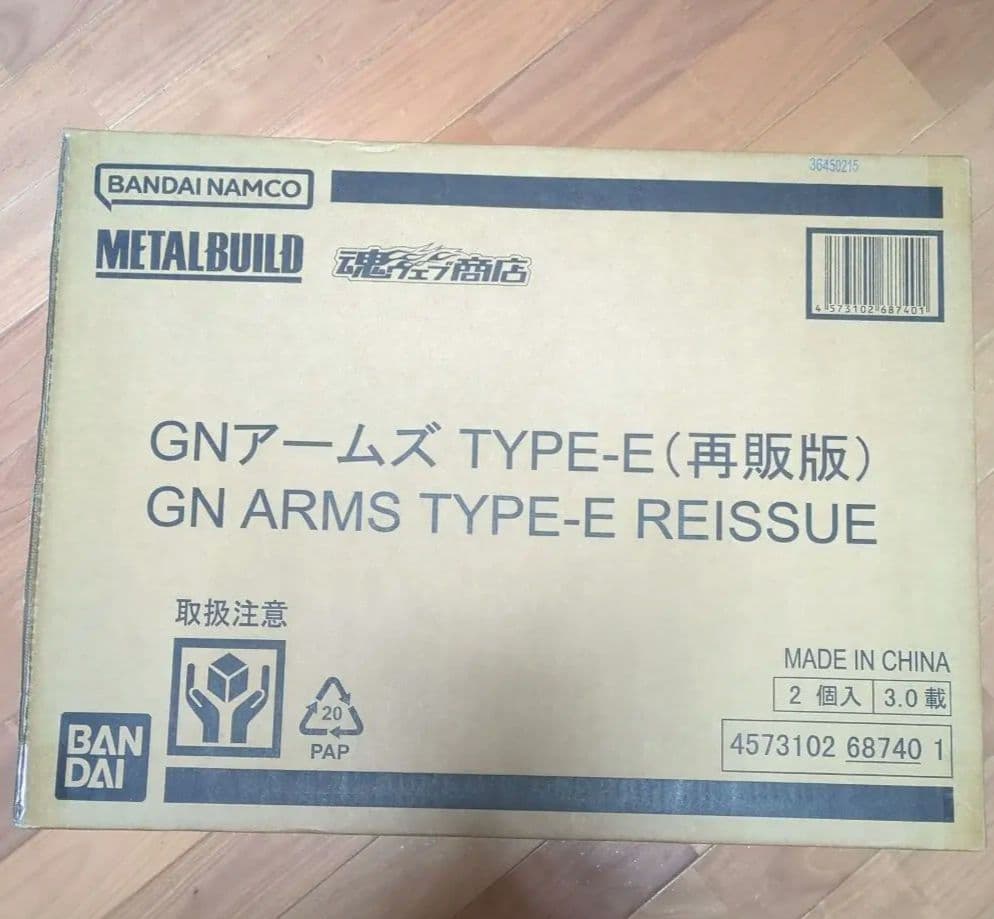 36450215
BANDAI NAMCO
METAL BUILD
魂ウェブ商店
4 573102 687401
GNアームズ TYPE-E(再販版)
GN ARMS TYPE-E REISSUE
取扱注意
20
PAP
MADE IN CHINA
2 個入 3.0 載
4573102 68740 1
BAN
DAI